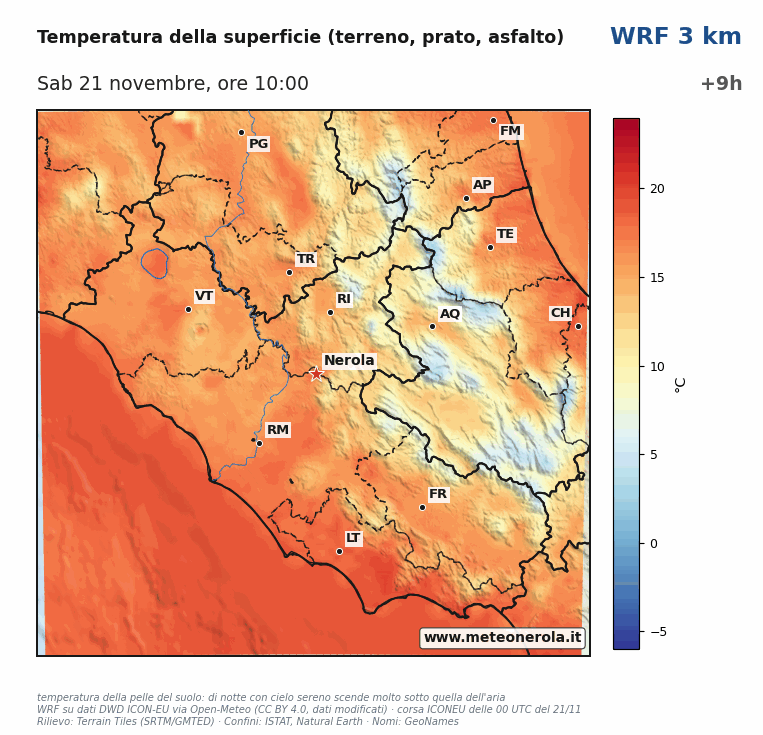 Temperatura della superficie (terreno, prato, asfalto)
WRF 3 km
Sab 21 novembre, ore 10:00
+9h
PG
FM
AP
TE
TR
VT
RI
AQ
CH
Nerola
RM
FR
LT
20
15
10
5
0
−5
°C
www.meteonerola.it
temperatura della pelle del suolo: di notte con cielo sereno scende molto sotto quella dell'aria
WRF su dati DWD ICON-EU via Open-Meteo (CC BY 4.0, dati modificati) · corsa ICONEU delle 00 UTC del 21/11
Rilievo: Terrain Tiles (SRTM/GMTED) · Confini: ISTAT, Natural Earth · Nomi: GeoNames